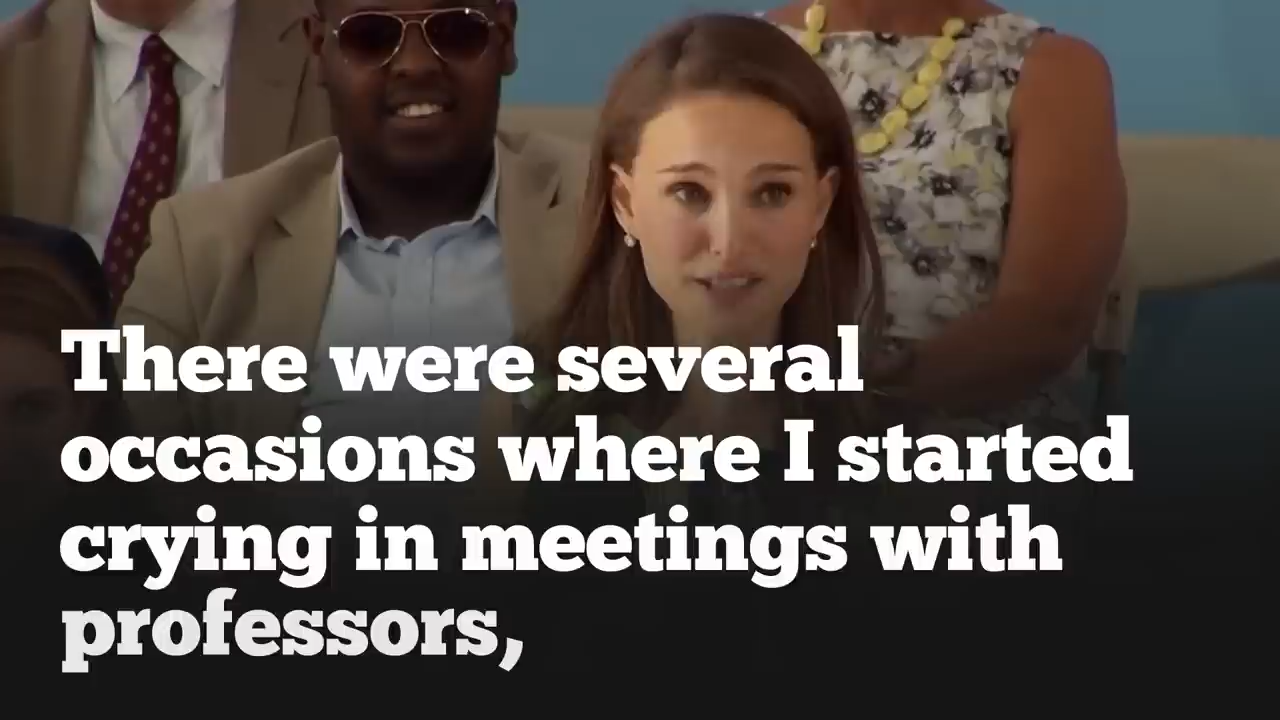 There were several
occasions where I started
crying in meetings with
professors,